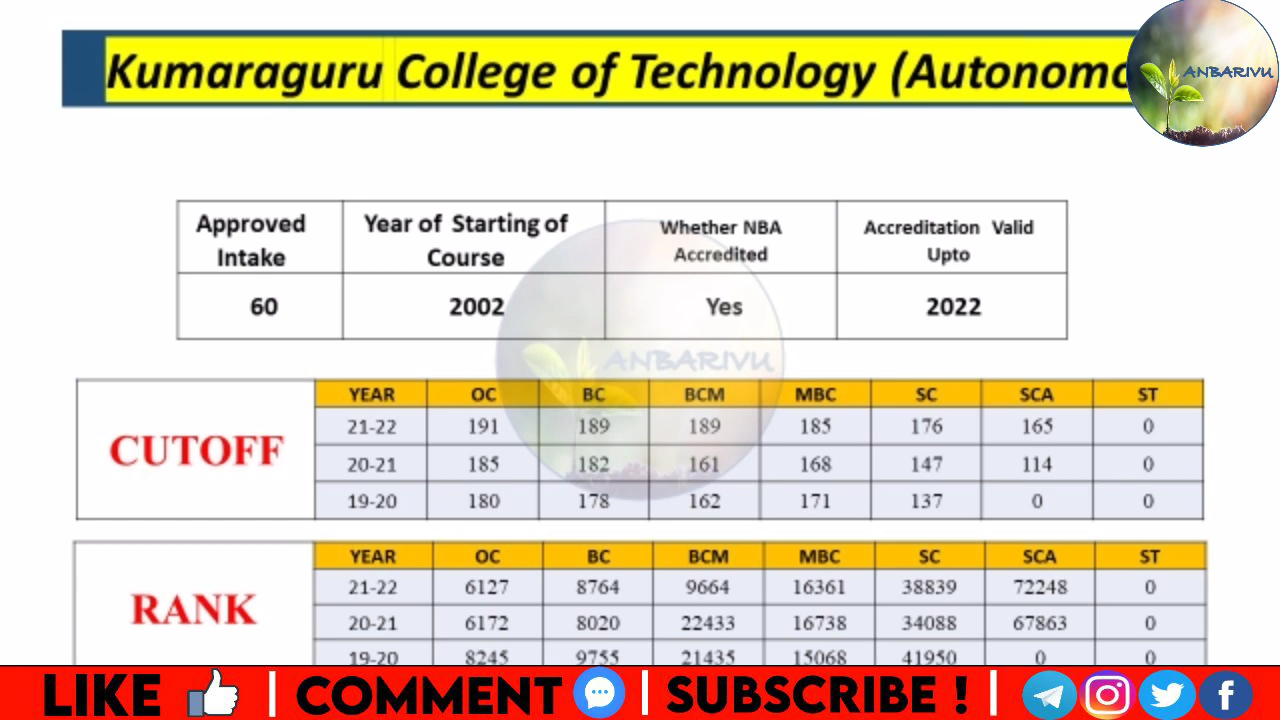 Kumaraguru College of Technology (Autonomo
ANBARIVU
Approved Intake Year of Starting of Course Whether NBA Accredited Accreditation Valid Upto
60 2002 Yes 2022
ANBARIVU
CUTOFF
YEAR OC BC BCM MBC SC SCA ST
21-22 191 189 189 185 176 165 0
20-21 185 182 161 168 147 114 0
19-20 180 178 162 171 137 0 0
RANK
YEAR OC BC BCM MBC SC SCA ST
21-22 6127 8764 9664 16361 38839 72248 0
20-21 6172 8020 22433 16738 34088 67863 0
19-20 8245 9755 21435 15068 41950 0 0
LIKE | COMMENT | SUBSCRIBE ! |